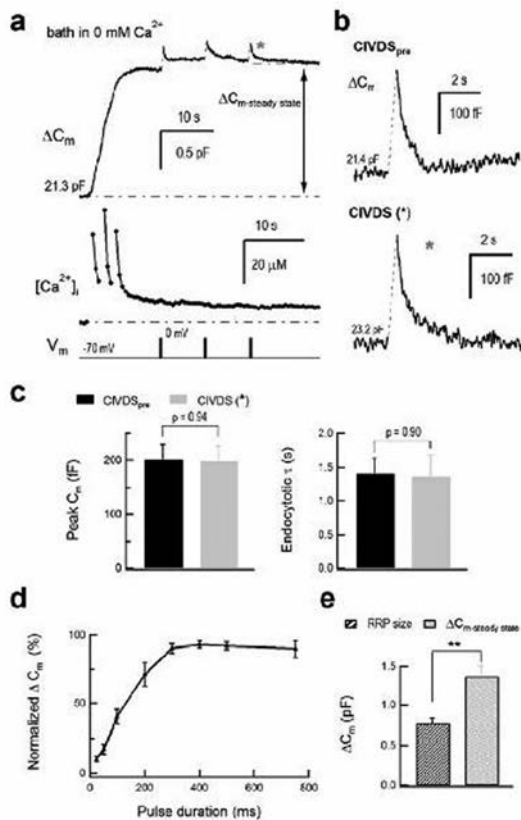 a
bath in 0 mM Ca²⁺
*
ΔCm
ΔCm-steady state
10 s
0.5 pF
21.3 pF
[Ca²⁺]i
10 s
20 μM
Vm
-70 mV
0 mV
b
CIVDSpre
ΔCm
2 s
100 fF
21.4 pF
CIVDS (*)
*
2 s
100 fF
23.2 pF
c
CIVDSpre
CIVDS (*)
p = 0.94
Peak Cm (fF)
200
100
0
p = 0.90
Endocytotic τ (s)
2.0
1.5
1.0
0.5
0.0
d
Normalized Δ Cm (%)
100
50
0
0 200 400 600 800
Pulse duration (ms)
e
RRP size
ΔCm-steady state
**
ΔCm (pF)
1.5
1.0
0.5
0.0